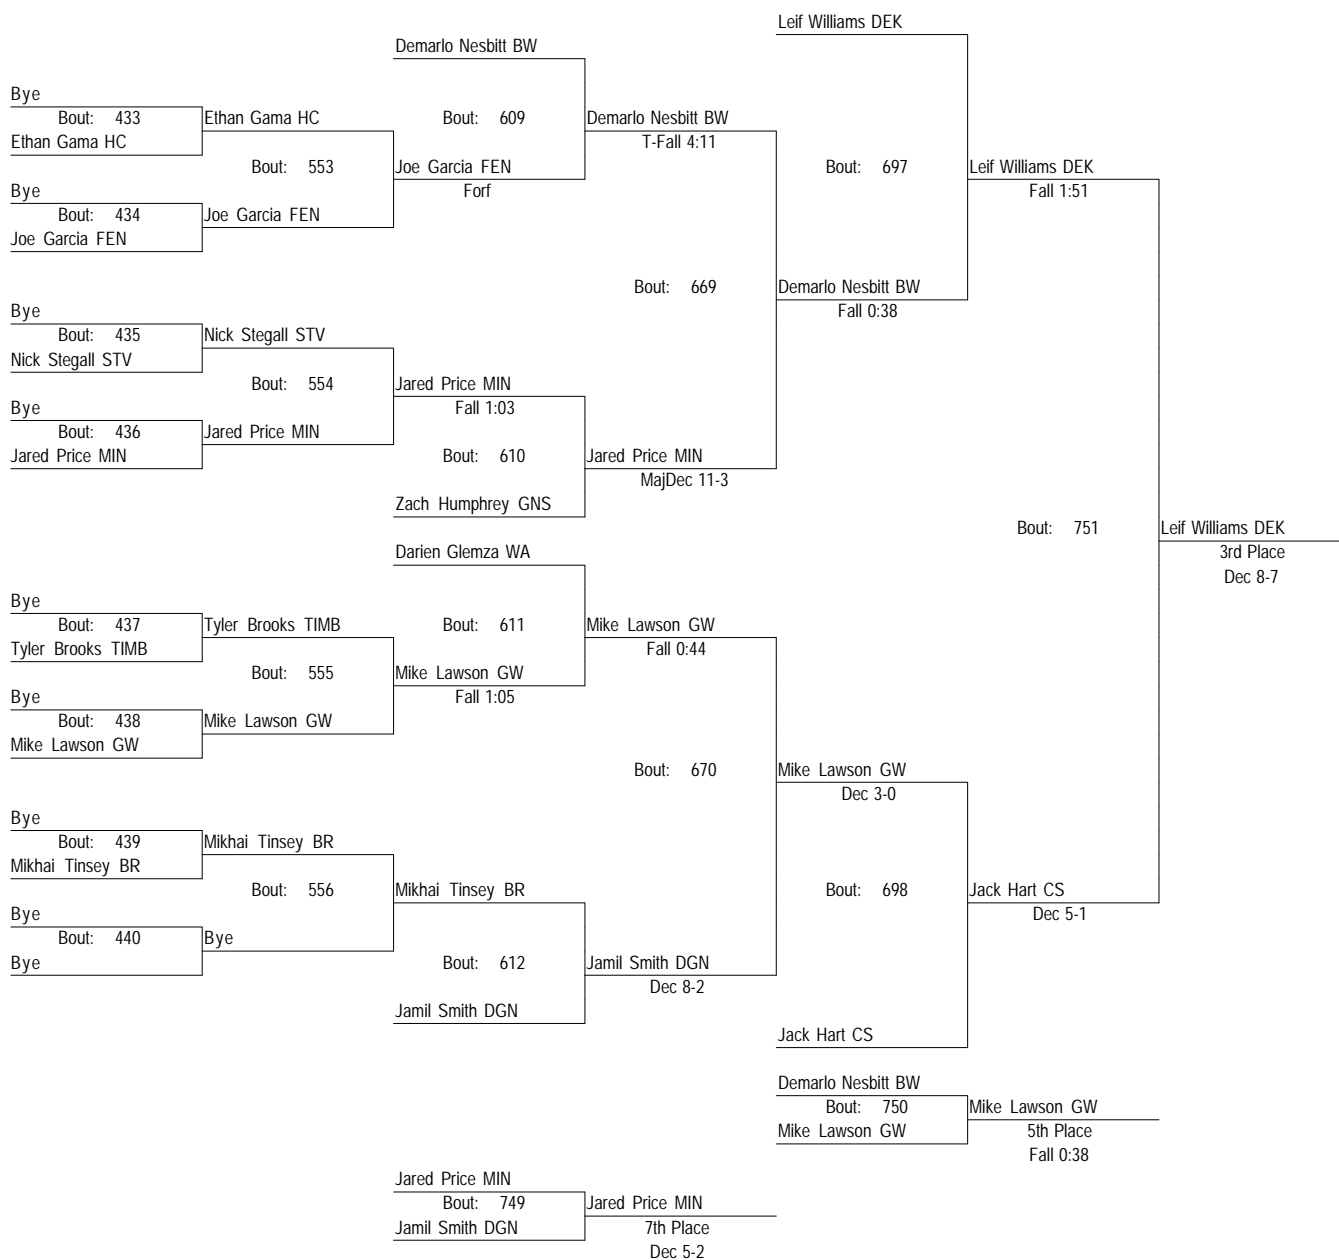 Leif Williams DEK
Demarlo Nesbitt BW
Bye
Bout: 433
Ethan Gama HC
Ethan Gama HC
Bout: 609
Demarlo Nesbitt BW
T-Fall 4:11
Bout: 553
Joe Garcia FEN
Forf
Bout: 697
Leif Williams DEK
Fall 1:51
Bye
Bout: 434
Joe Garcia FEN
Joe Garcia FEN
Bout: 669
Demarlo Nesbitt BW
Fall 0:38
Bye
Bout: 435
Nick Stegall STV
Nick Stegall STV
Bout: 554
Jared Price MIN
Fall 1:03
Bye
Bout: 436
Jared Price MIN
Jared Price MIN
Bout: 610
Jared Price MIN
MajDec 11-3
Zach Humphrey GNS
Bout: 751
Leif Williams DEK
3rd Place
Dec 8-7
Darien Glemza WA
Bye
Bout: 437
Tyler Brooks TIMB
Tyler Brooks TIMB
Bout: 611
Mike Lawson GW
Fall 0:44
Bout: 555
Mike Lawson GW
Fall 1:05
Bye
Bout: 438
Mike Lawson GW
Mike Lawson GW
Bout: 670
Mike Lawson GW
Dec 3-0
Bye
Bout: 439
Mikhai Tinsey BR
Mikhai Tinsey BR
Bout: 556
Mikhai Tinsey BR
Bout: 698
Jack Hart CS
Dec 5-1
Bye
Bout: 440
Bye
Bye
Bout: 612
Jamil Smith DGN
Dec 8-2
Jamil Smith DGN
Jack Hart CS
Demarlo Nesbitt BW
Bout: 750
Mike Lawson GW
Mike Lawson GW
5th Place
Fall 0:38
Jared Price MIN
Bout: 749
Jamil Smith DGN
Jared Price MIN
7th Place
Dec 5-2